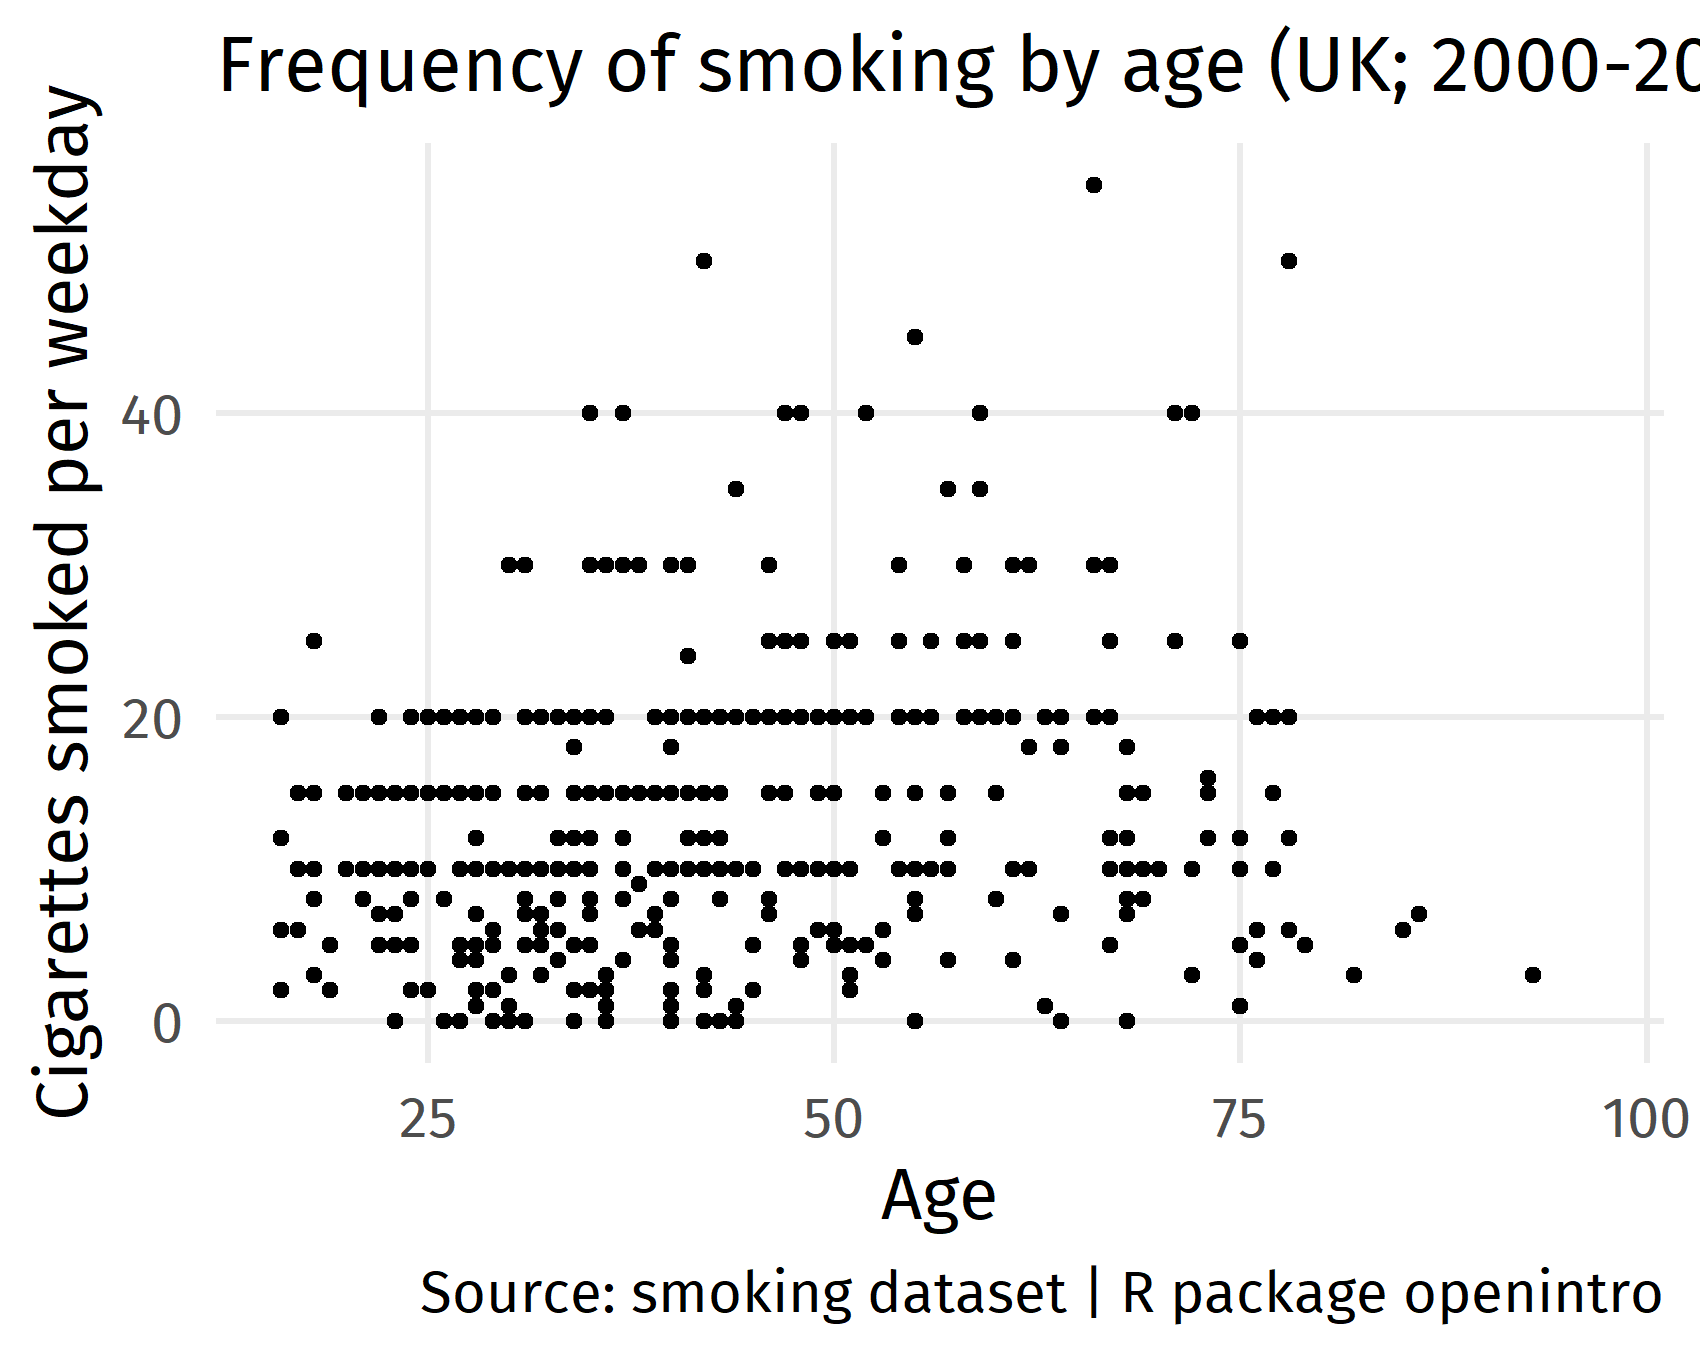 Frequency of smoking by age (UK; 2000-20
Cigarettes smoked per weekday
40
20
0
25 50 75 100
Age
Source: smoking dataset | R package openintro